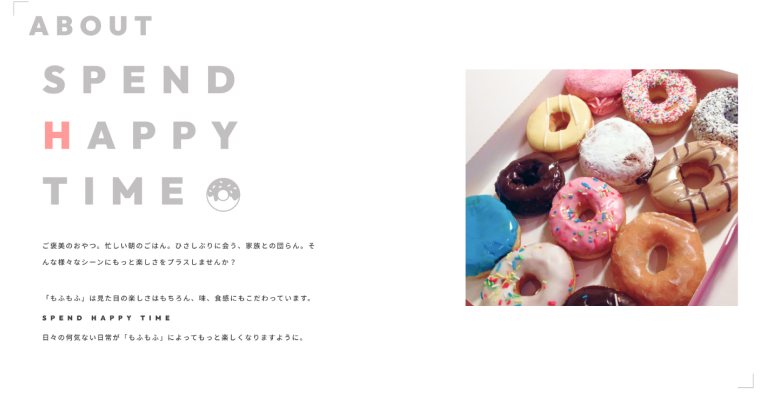 ABOUT
SPEND
HAPPY
TIME
ご褒美のおやつ。忙しい朝のごはん。ひさしぶりに会う、家族との団らん。そ
んな様々なシーンにもっと楽しさをプラスしませんか？
「もふもふ」は見た目の楽しさはもちろん、味、食感にもこだわっています。
SPEND HAPPY TIME
日々の何気ない日常が「もふもふ」によってもっと楽しくなりますように。